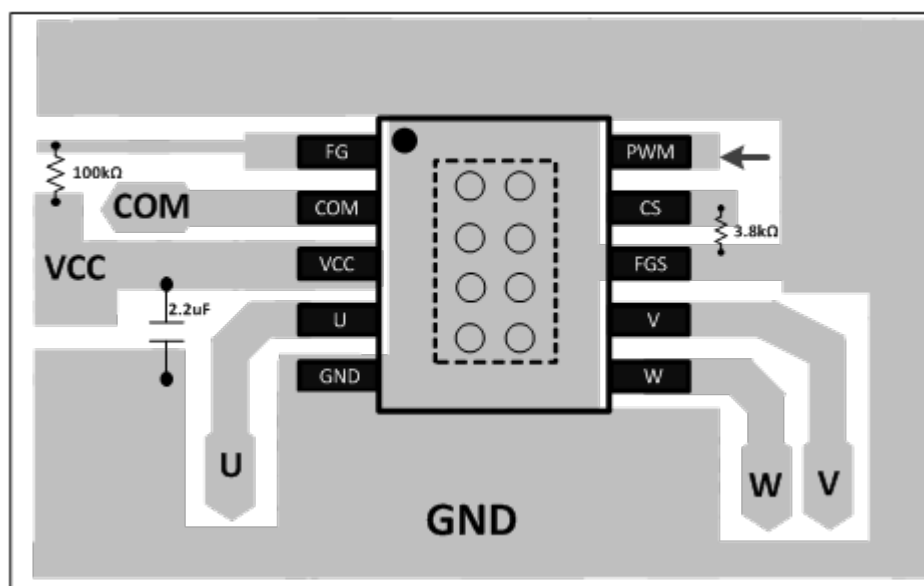 FG
PWM
100kΩ
COM
COM
CS
3.8kΩ
VCC
VCC
FGS
2.2uF
U
V
GND
W
U
W
V
GND